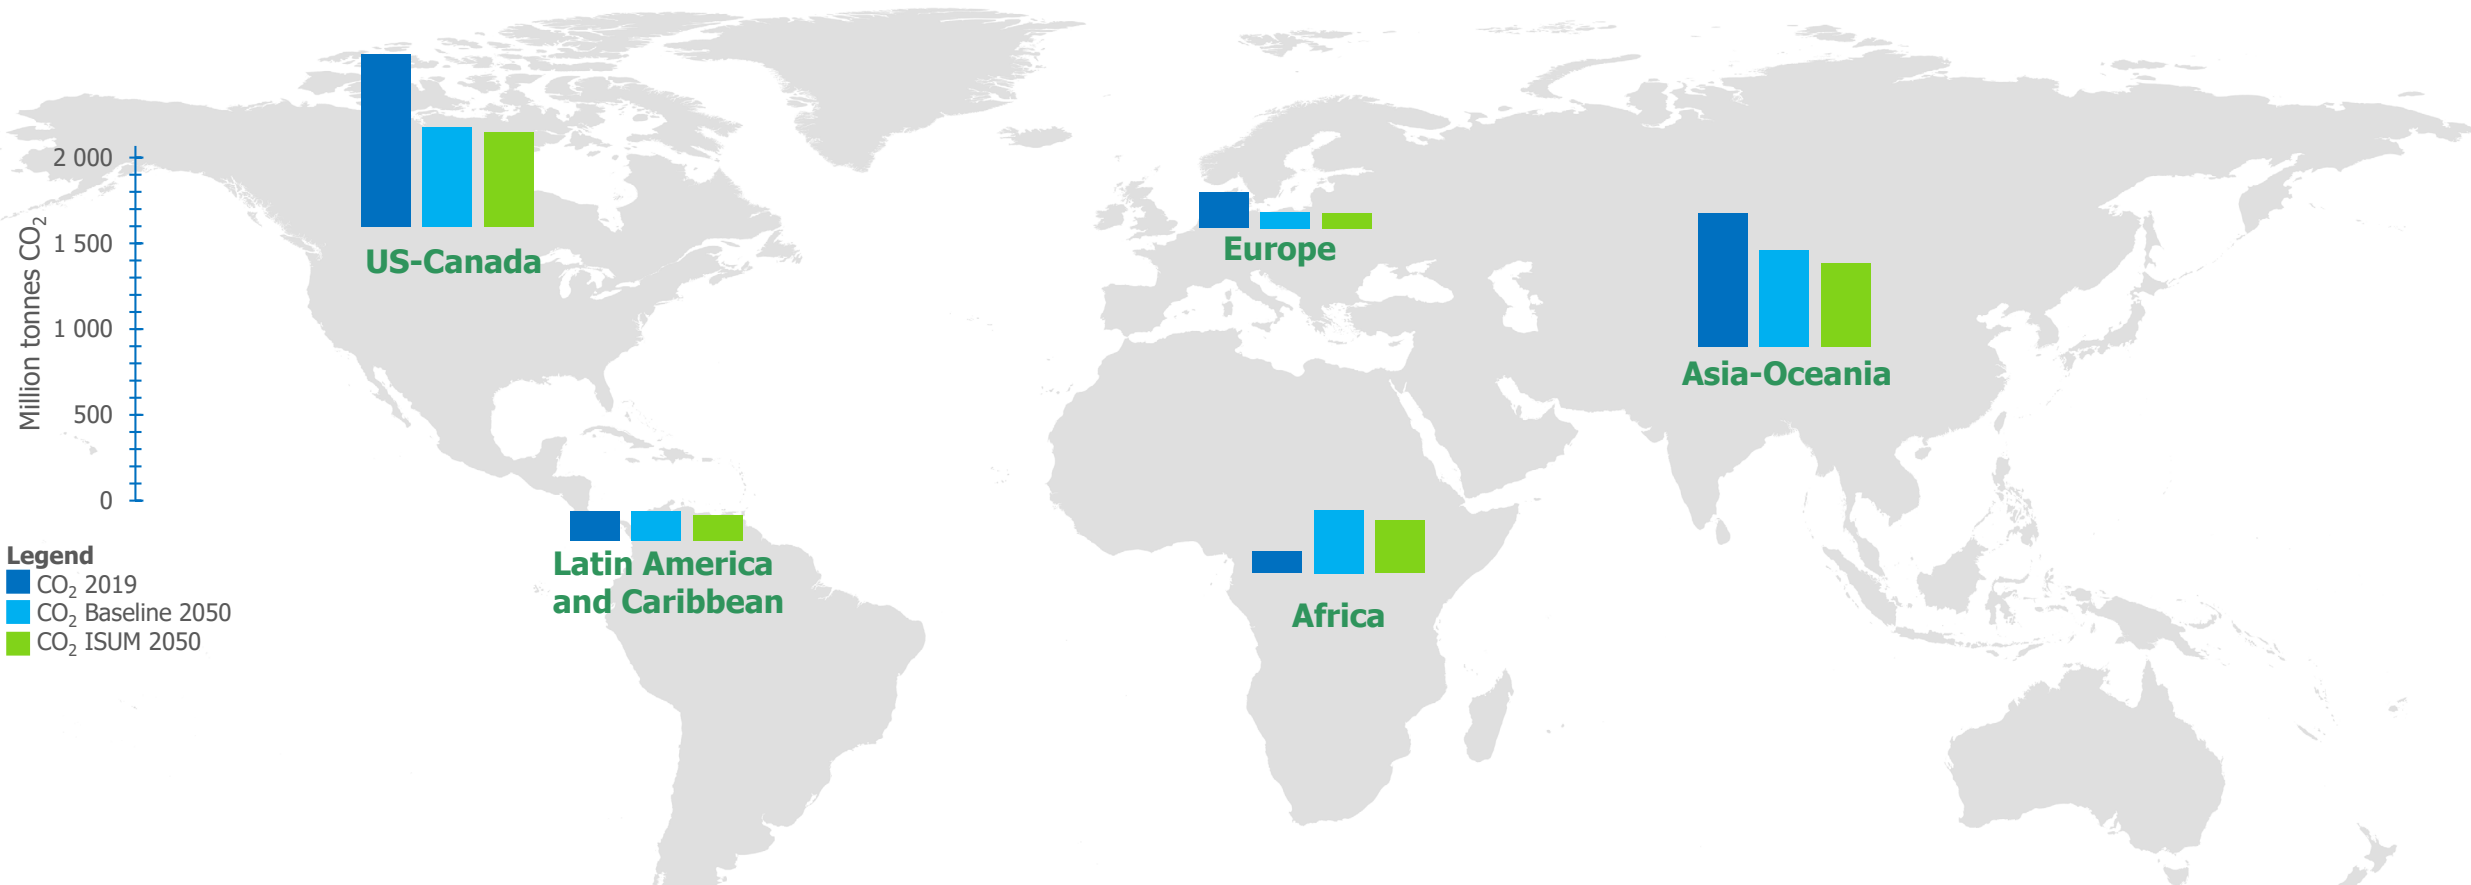 2 000
1 500
1 000
500
0
Million tonnes CO₂
US-Canada
Europe
Asia-Oceania
Latin America
and Caribbean
Africa
Legend
CO₂ 2019
CO₂ Baseline 2050
CO₂ ISUM 2050